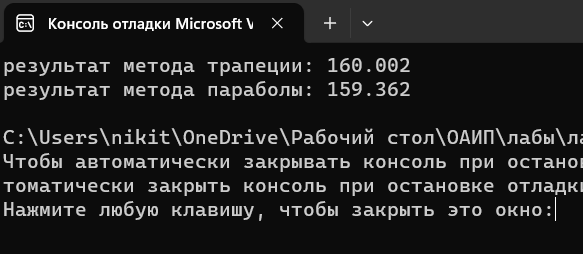 Консоль отладки Microsoft V
результат метода трапеции: 160.002
результат метода параболы: 159.362
C:\Users\nikit\OneDrive\Рабочий стол\ОАИП\лабы\ла
Чтобы автоматически закрывать консоль при останов
томатически закрыть консоль при остановке отладки
Нажмите любую клавишу, чтобы закрыть это окно: